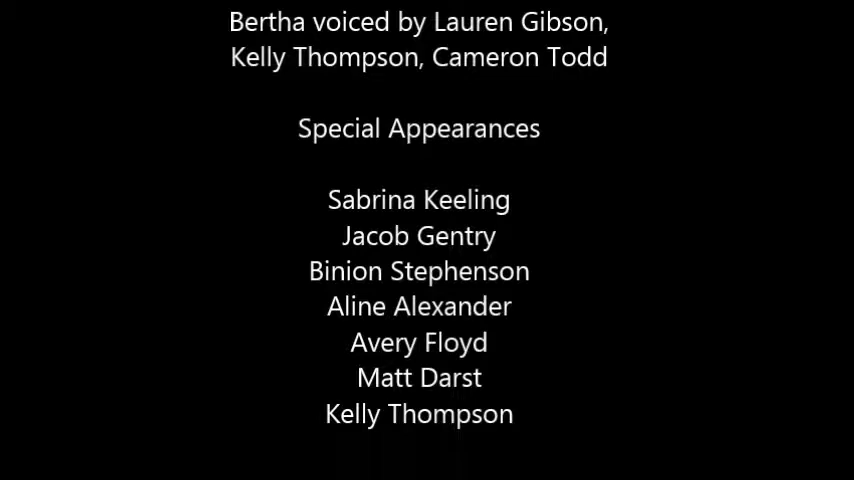 Bertha voiced by Lauren Gibson,
Kelly Thompson, Cameron Todd
Special Appearances
Sabrina Keeling
Jacob Gentry
Binion Stephenson
Aline Alexander
Avery Floyd
Matt Darst
Kelly Thompson